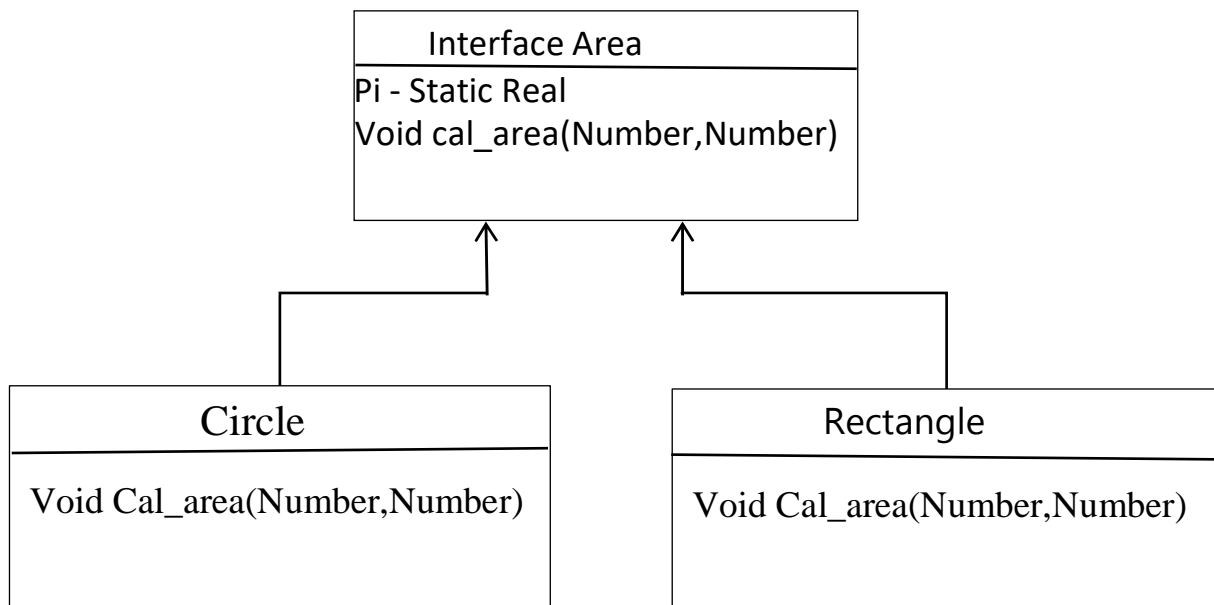 Interface Area
Pi - Static Real
Void cal_area(Number,Number)
Circle
Void Cal_area(Number,Number)
Rectangle
Void Cal_area(Number,Number)